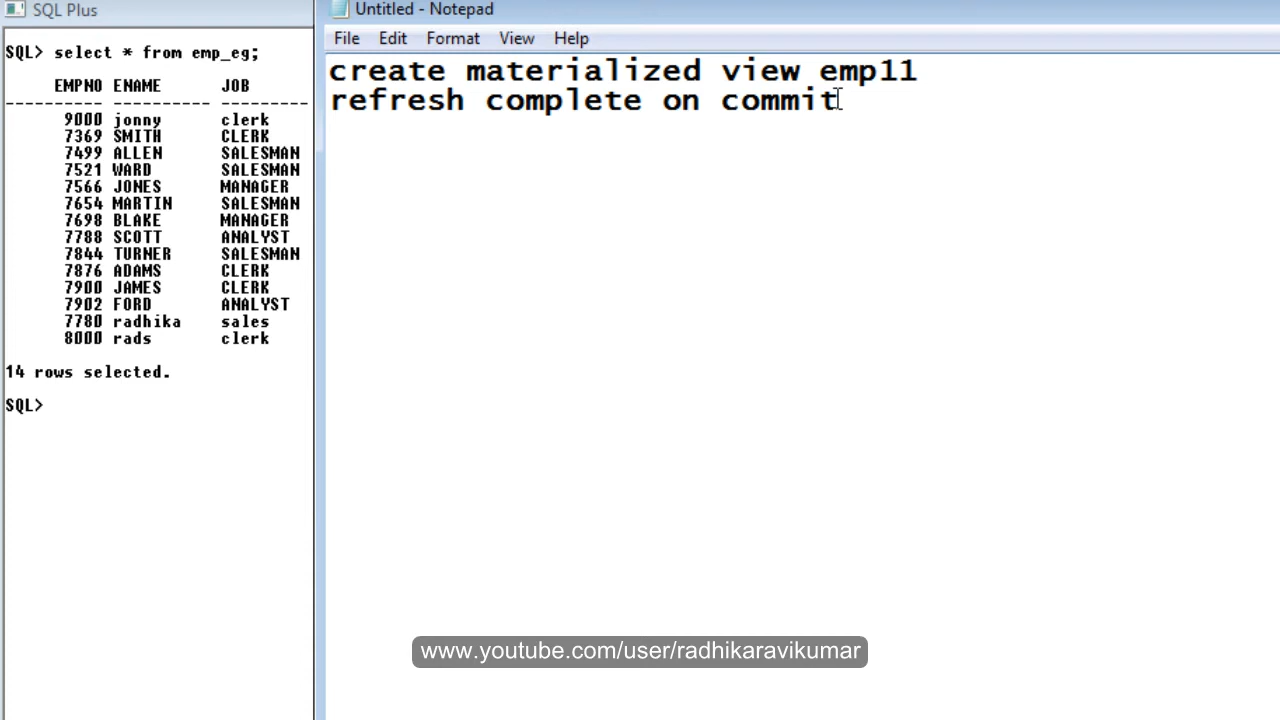 SQL Plus
SQL> select * from emp_eg;
EMPNO ENAME JOB
---------- ---------- ---------
9000 jonny clerk
7369 SMITH CLERK
7499 ALLEN SALESMAN
7521 WARD SALESMAN
7566 JONES MANAGER
7654 MARTIN SALESMAN
7698 BLAKE MANAGER
7788 SCOTT ANALYST
7844 TURNER SALESMAN
7876 ADAMS CLERK
7900 JAMES CLERK
7902 FORD ANALYST
7780 radhika sales
8000 rads clerk
14 rows selected.
SQL>
Untitled - Notepad
File Edit Format View Help
create materialized view emp11
refresh complete on commit
www.youtube.com/user/radhikaravikumar